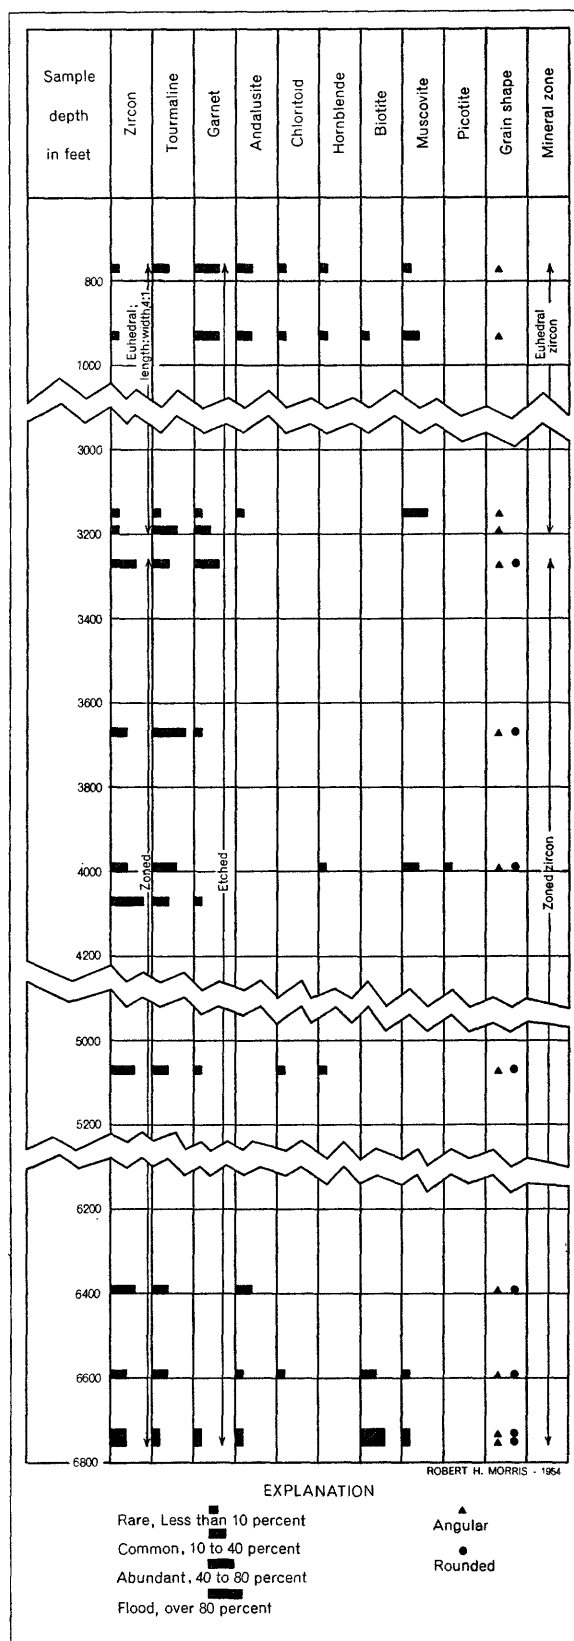 Sample
depth
in feet
Zircon
Tourmaline
Garnet
Andalusite
Chloritoid
Hornblende
Biotite
Muscovite
Picotite
Grain shape
Mineral zone
800
1000
3000
3200
3400
3600
3800
4000
4200
5000
5200
6200
6400
6600
6800
Euhedral;
length:width,4:1
Euhedral
zircon
Zoned
Etched
Zoned zircon
ROBERT H. MORRIS - 1954
EXPLANATION
Rare, Less than 10 percent
Common, 10 to 40 percent
Abundant, 40 to 80 percent
Flood, over 80 percent
Angular
Rounded